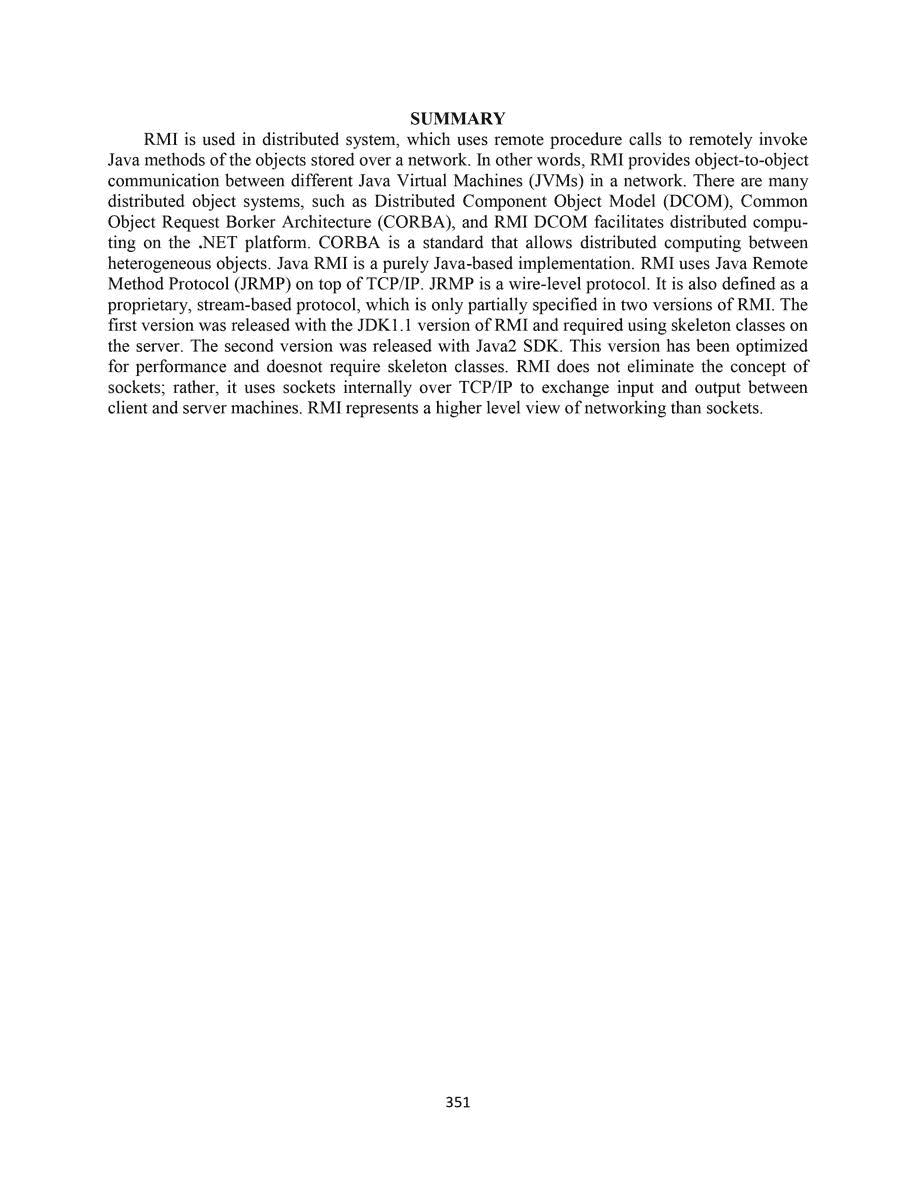 SUMMARY
RMI is used in distributed system, which uses remote procedure calls to remotely invoke
Java methods of the objects stored over a network. In other words, RMI provides object-to-object
communication between different Java Virtual Machines (JVMs) in a network. There are many
distributed object systems, such as Distributed Component Object Model (DCOM), Common
Object Request Borker Architecture (CORBA), and RMI DCOM facilitates distributed compu-
ting on the .NET platform. CORBA is a standard that allows distributed computing between
heterogeneous objects. Java RMI is a purely Java-based implementation. RMI uses Java Remote
Method Protocol (JRMP) on top of TCP/IP. JRMP is a wire-level protocol. It is also defined as a
proprietary, stream-based protocol, which is only partially specified in two versions of RMI. The
first version was released with the JDK1.1 version of RMI and required using skeleton classes on
the server. The second version was released with Java2 SDK. This version has been optimized
for performance and doesnot require skeleton classes. RMI does not eliminate the concept of
sockets; rather, it uses sockets internally over TCP/IP to exchange input and output between
client and server machines. RMI represents a higher level view of networking than sockets.
351